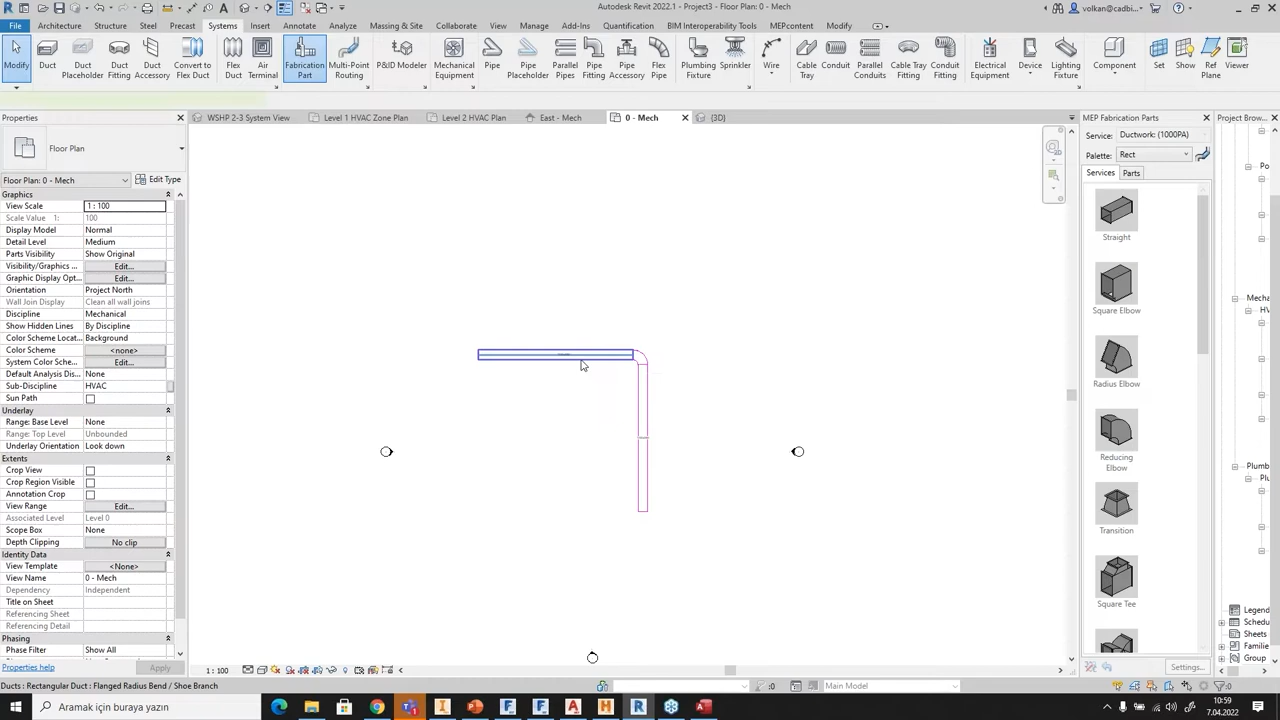 Autodesk Revit 2022.1 - Project3 - Floor Plan: 0 - Mech
volkan@cadbi...
File Architecture Structure Steel Precast Systems Insert Annotate Analyze Massing & Site Collaborate View Manage Add-Ins Quantification BIM Interoperability Tools MEPcontent Modify
Modify
Duct
Duct Placeholder
Duct Fitting
Duct Accessory
Convert to Flex Duct
Flex Duct
Air Terminal
Fabrication Part
Multi-Point Routing
P&ID Modeler
Mechanical Equipment
Pipe
Pipe Placeholder
Parallel Pipes
Pipe Fitting
Pipe Accessory
Flex Pipe
Plumbing Fixture
Sprinkler
Wire
Cable Tray
Conduit
Parallel Conduits
Cable Tray Fitting
Conduit Fitting
Electrical Equipment
Device
Lighting Fixture
Component
Set
Show
Ref Plane
Viewer
Properties
WSHP 2-3 System View
Level 1 HVAC Zone Plan
Level 2 HVAC Plan
East - Mech
0 - Mech
{3D}
Floor Plan
Floor Plan: 0 - Mech Edit Type
Graphics
View Scale 1 : 100
Scale Value 1: 100
Display Model Normal
Detail Level Medium
Parts Visibility Show Original
Visibility/Graphics ... Edit...
Graphic Display Opt... Edit...
Orientation Project North
Wall Join Display Clean all wall joins
Discipline Mechanical
Show Hidden Lines By Discipline
Color Scheme Locat... Background
Color Scheme <none>
System Color Sche... Edit...
Default Analysis Dis... None
Sub-Discipline HVAC
Sun Path
Underlay
Range: Base Level None
Range: Top Level Unbounded
Underlay Orientation Look down
Extents
Crop View
Crop Region Visible
Annotation Crop
View Range Edit...
Associated Level Level 0
Scope Box None
Depth Clipping No clip
Identity Data
View Template <None>
View Name 0 - Mech
Dependency Independent
Title on Sheet
Referencing Sheet
Referencing Detail
Phasing
Phase Filter Show All
Properties help Apply
1 : 100
MEP Fabrication Parts
Service: Ductwork: (1000PA)
Palette: Rect
Services Parts
Straight
Square Elbow
Radius Elbow
Reducing Elbow
Transition
Square Tee
Settings...
Project Brow...
Po
Mecha
HV
Plumb
Plu
Legend
Schedu
Sheets
Familie
Group
Ducts : Rectangular Duct : Flanged Radius Bend / Shoe Branch
:0
Main Model
:0
Aramak için buraya yazın
10:59
7.04.2022